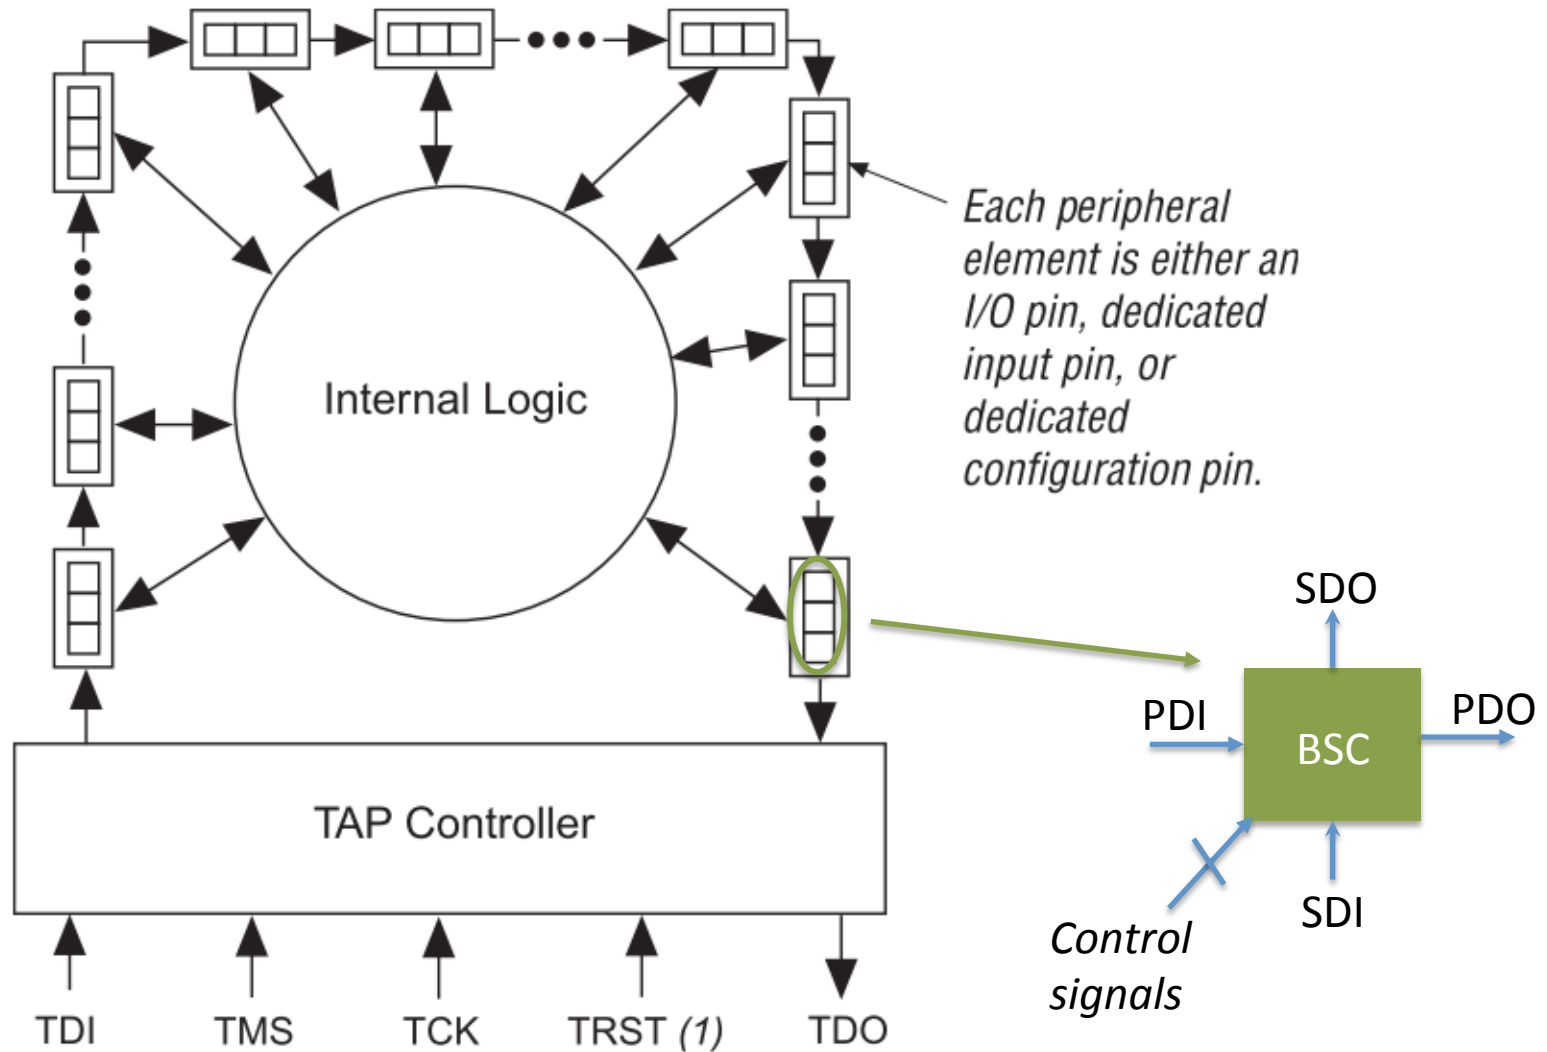 Each peripheral
element is either an
I/O pin, dedicated
input pin, or
dedicated
configuration pin.
Internal Logic
SDO
PDI
PDO
BSC
TAP Controller
SDI
Control
signals
TDI
TMS
TCK
TRST (1)
TDO